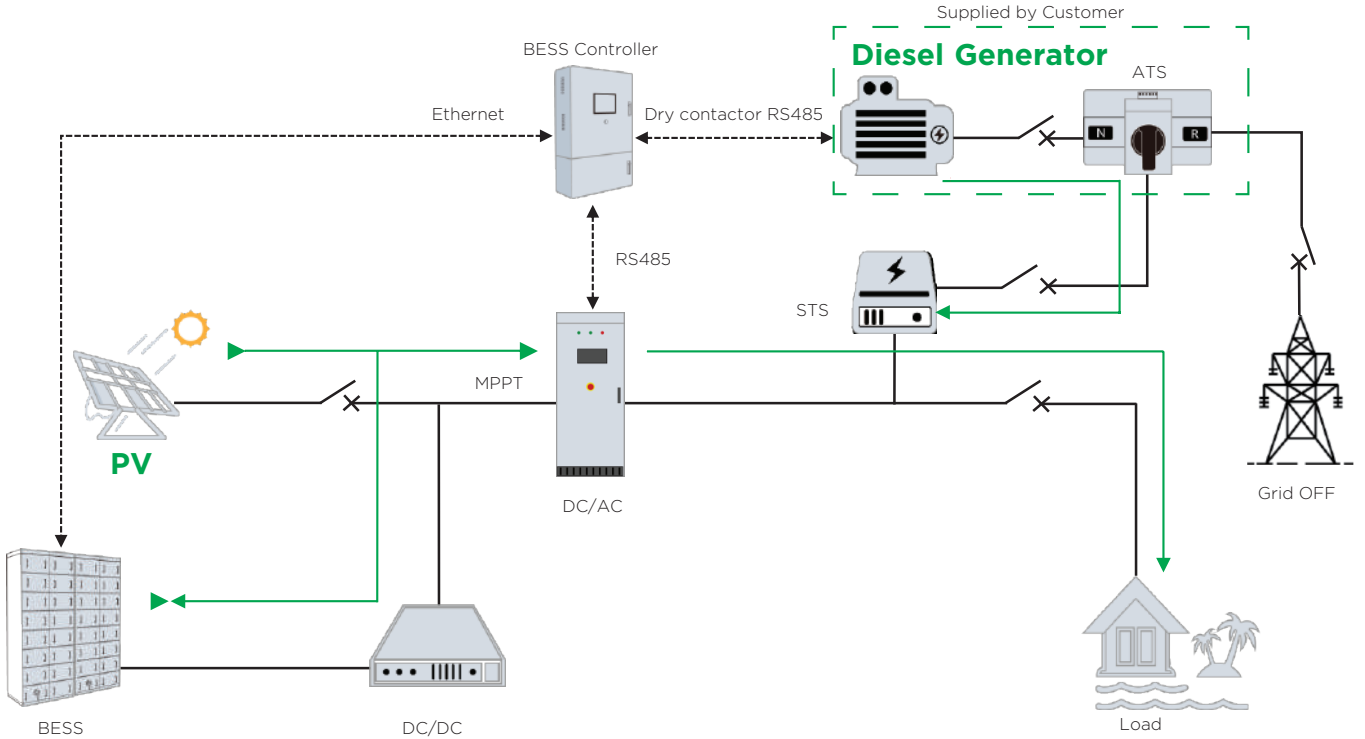 Supplied by Customer
BESS Controller
Diesel Generator
ATS
Ethernet
Dry contactor RS485
N
R
RS485
STS
MPPT
PV
DC/AC
Grid OFF
BESS
DC/DC
Load